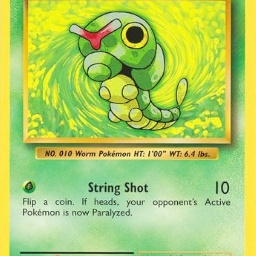 NO. 010 Worm Pokémon HT: 1'00" WT: 6.4 lbs.
String Shot 10
Flip a coin. If heads, your opponent's Active
Pokémon is now Paralyzed.